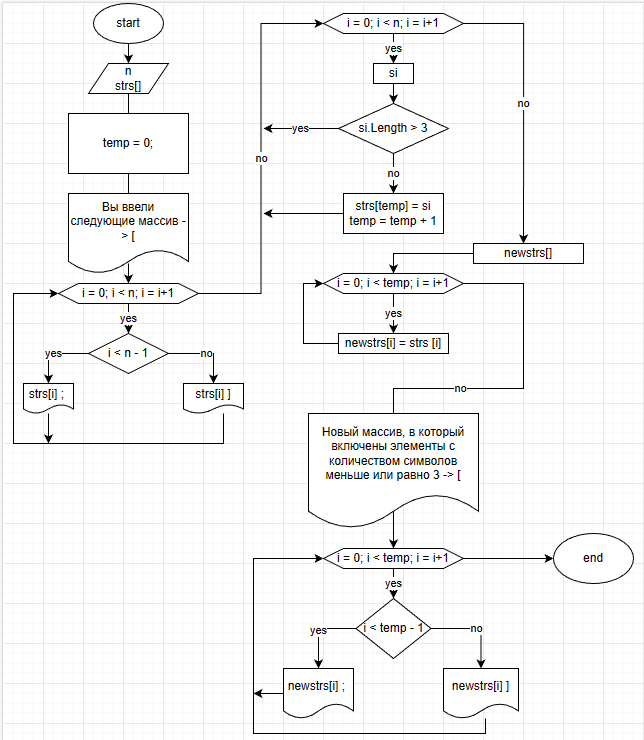 start
n
strs[]
temp = 0;
Вы ввели
следующие массив -
> [
i = 0; i < n; i = i+1
yes
i < n - 1
yes
no
strs[i] ;
strs[i] ]
no
i = 0; i < n; i = i+1
yes
no
si
si.Length > 3
yes
no
strs[temp] = si
temp = temp + 1
newstrs[]
i = 0; i < temp; i = i+1
yes
newstrs[i] = strs [i]
no
Новый массив, в который
включены элементы с
количеством символов
меньше или равно 3 -> [
i = 0; i < temp; i = i+1
end
yes
i < temp - 1
yes
no
newstrs[i] ;
newstrs[i] ]